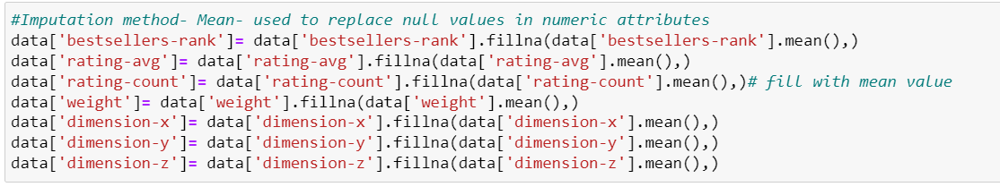 #Imputation method- Mean- used to replace null values in numeric attributes
data['bestsellers-rank']= data['bestsellers-rank'].fillna(data['bestsellers-rank'].mean(),)
data['rating-avg']= data['rating-avg'].fillna(data['rating-avg'].mean(),)
data['rating-count']= data['rating-count'].fillna(data['rating-count'].mean(),)# fill with mean value
data['weight']= data['weight'].fillna(data['weight'].mean(),)
data['dimension-x']= data['dimension-x'].fillna(data['dimension-x'].mean(),)
data['dimension-y']= data['dimension-y'].fillna(data['dimension-y'].mean(),)
data['dimension-z']= data['dimension-z'].fillna(data['dimension-z'].mean(),)